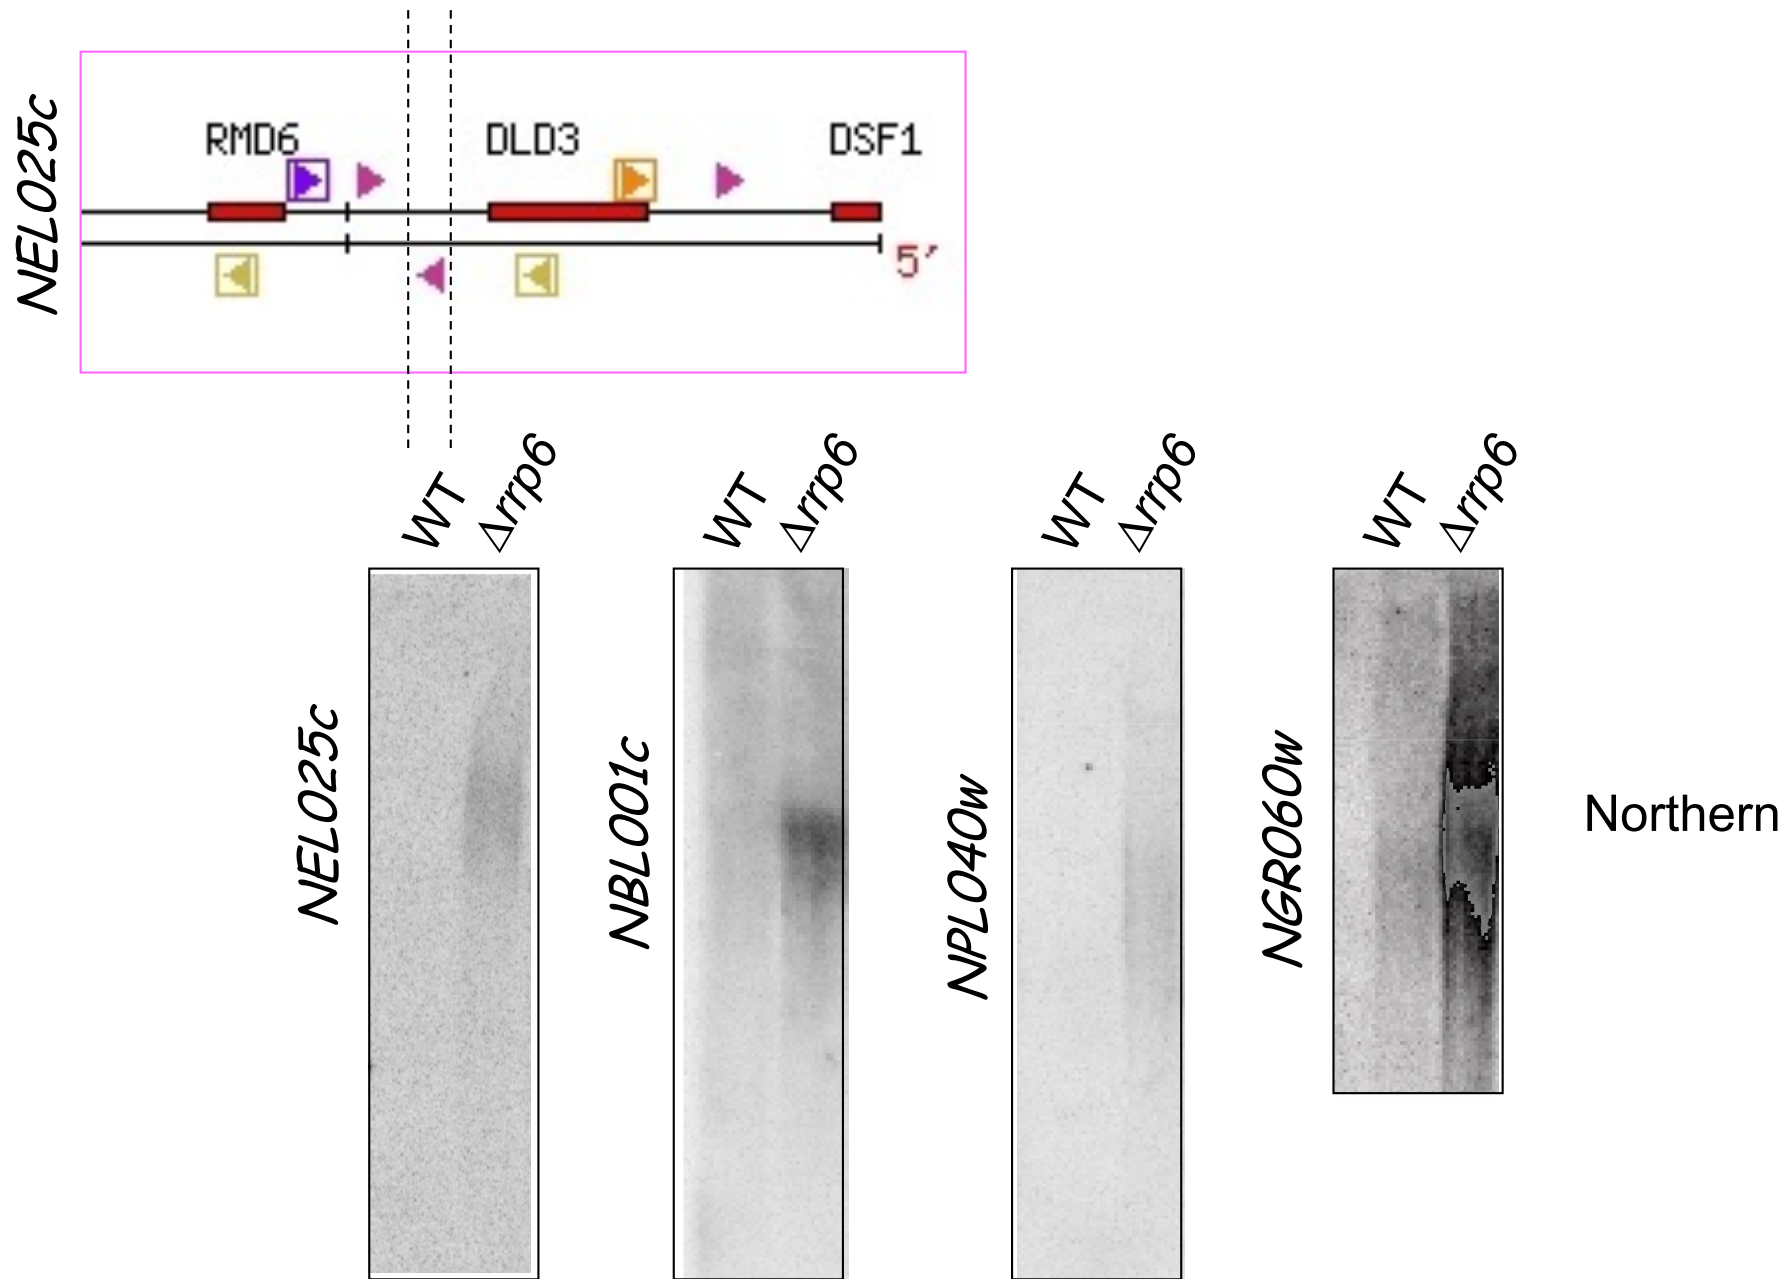 NEL025c
RMD6 DLD3 DSF1
5′
WT Δrrp6 WT Δrrp6 WT Δrrp6 WT Δrrp6
NEL025c
NBL001c
NPL040w
NGR060w
Northern